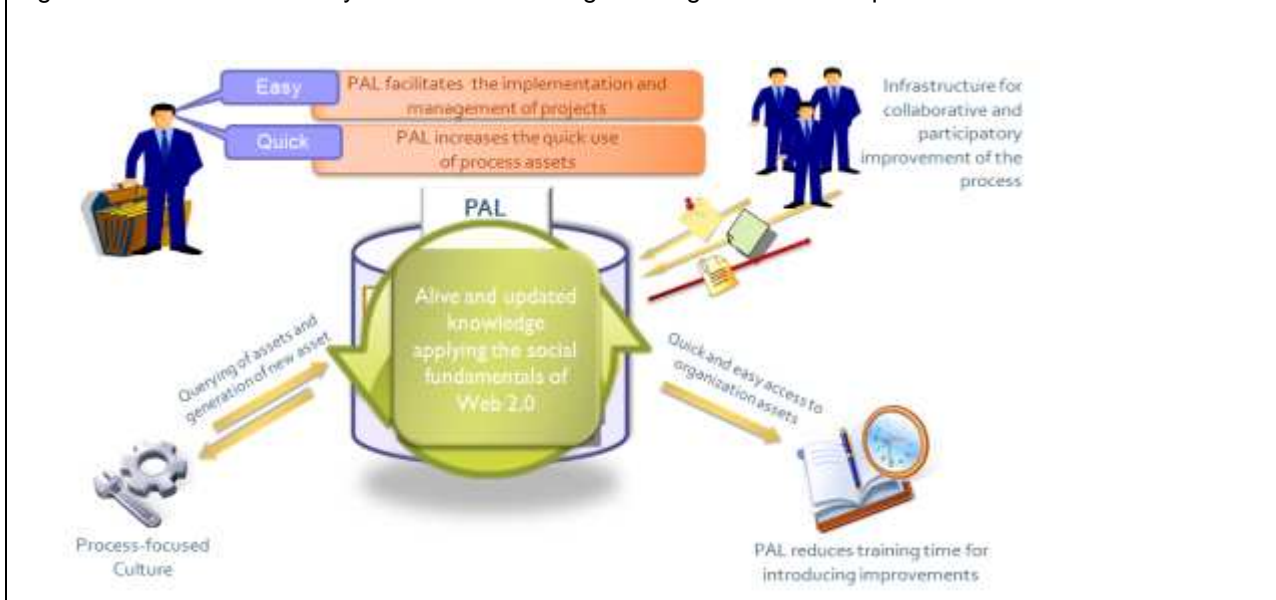 Easy
PAL facilitates the implementation and
management of projects
Quick
PAL increases the quick use
of process assets
Infrastructure for
collaborative and
participatory
improvement of the
process
PAL
Alive and updated
knowledge
applying the social
fundamentals of
Web 2.0
Querying of assets and
generation of new asset
Quick and easy access to
organization assets
Process-focused
Culture
PAL reduces training time for
introducing improvements